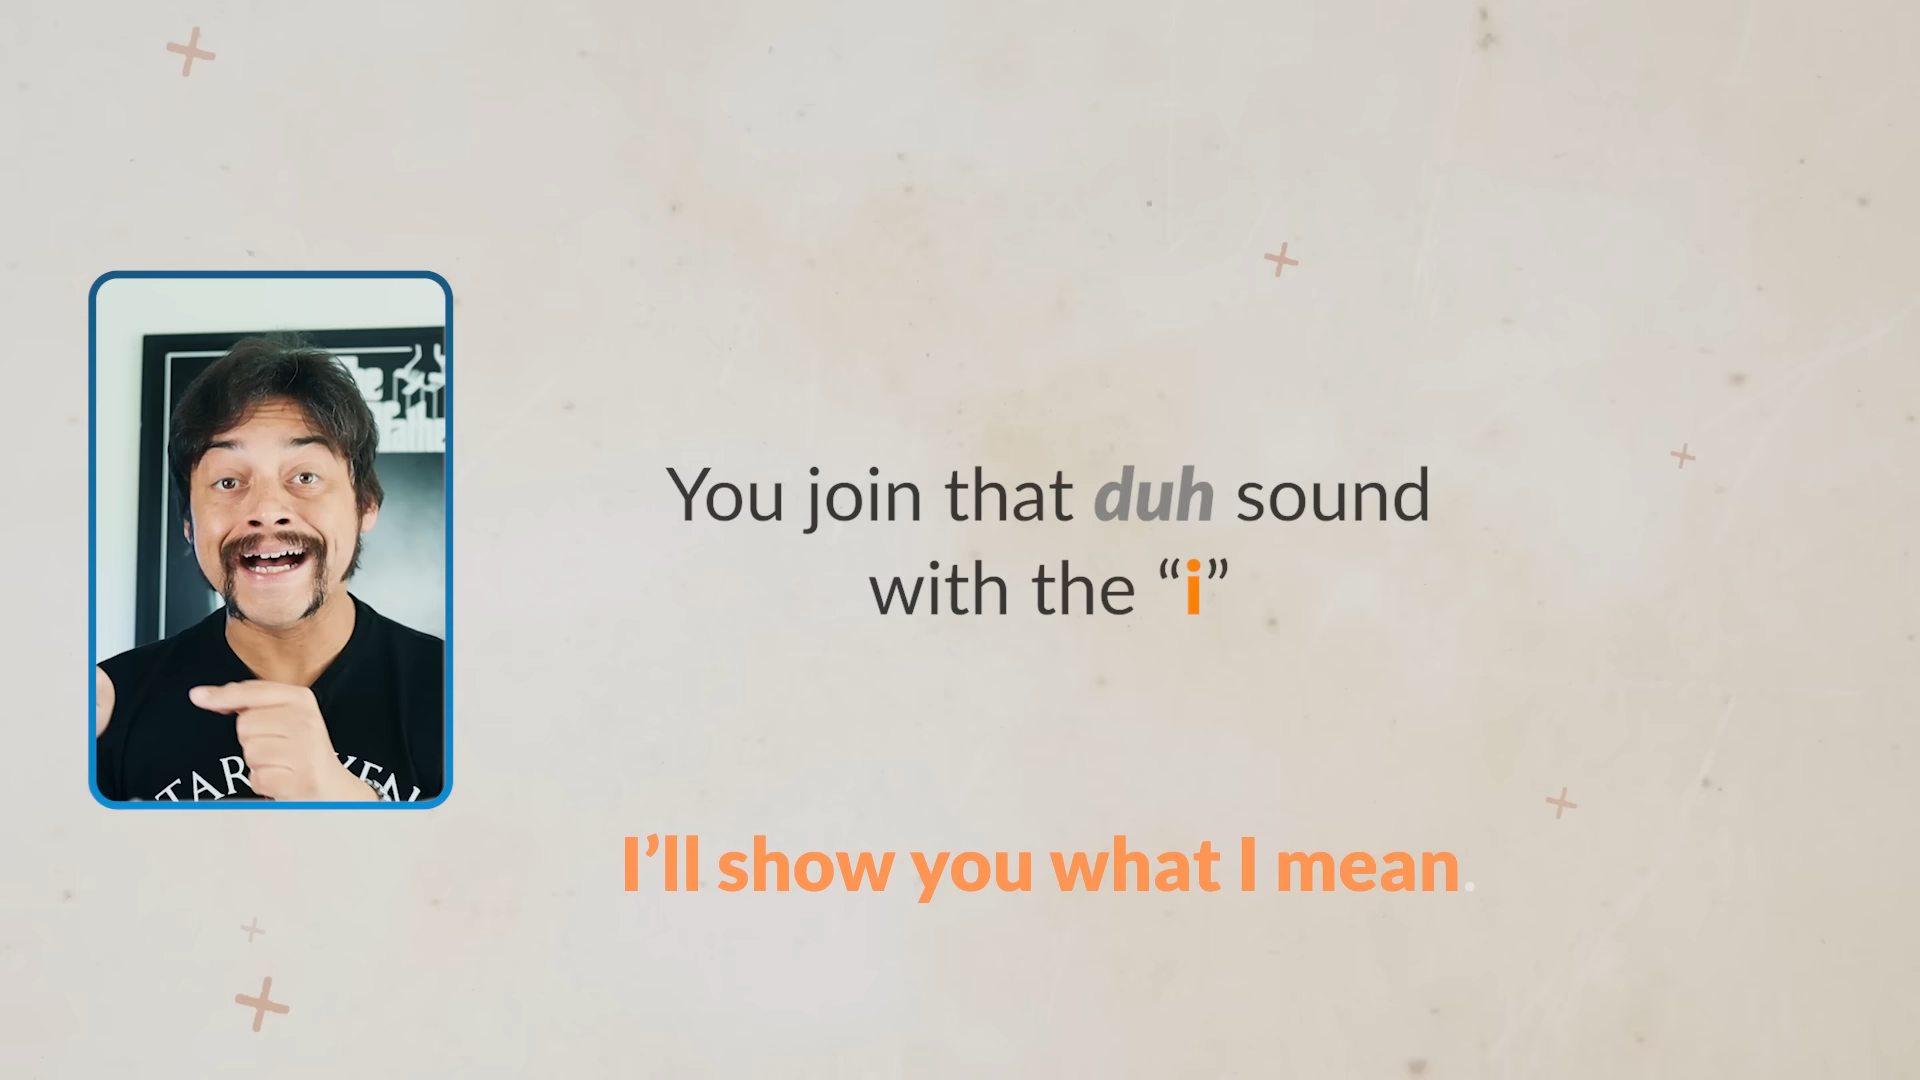 You join that duh sound
with the “i”
I’ll show you what I mean.